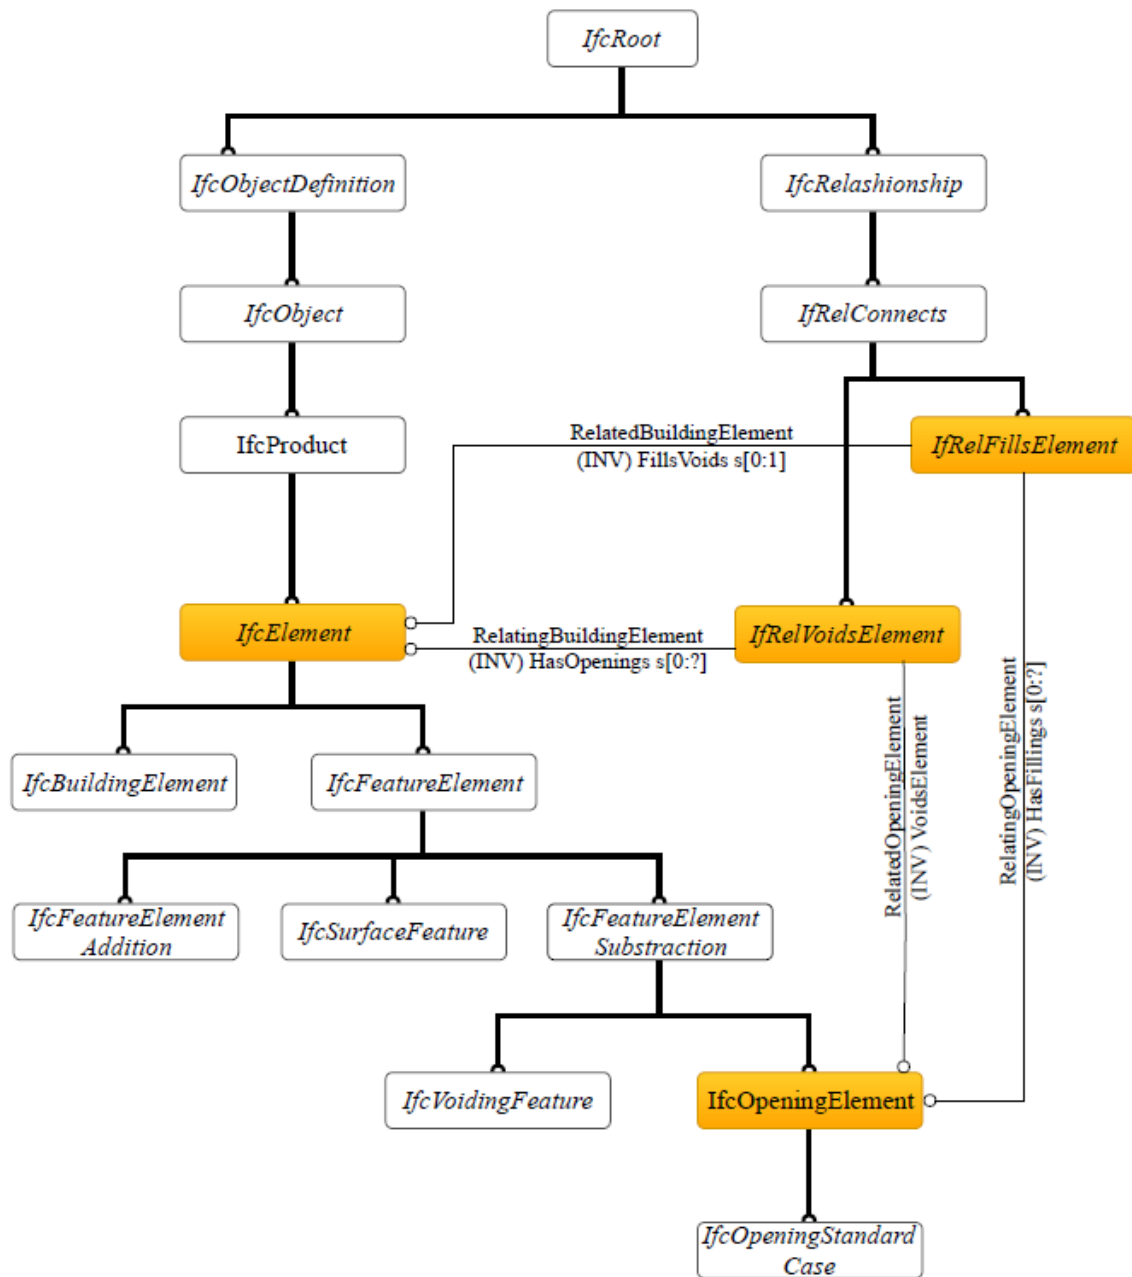 IfcRoot
IfcObjectDefinition
IfcRelashionship
IfcObject
IfRelConnects
IfcProduct
RelatedBuildingElement
(INV) FillsVoids s[0:1]
IfRelFillsElement
IfcElement
RelatingBuildingElement
(INV) HasOpenings s[0:?]
IfRelVoidsElement
RelatedOpeningElement
(INV) VoidsElement
RelatingOpeningElement
(INV) HasFillings s[0:?]
IfcBuildingElement
IfcFeatureElement
IfcFeatureElement
Addition
IfcSurfaceFeature
IfcFeatureElement
Substraction
IfcVoidingFeature
IfcOpeningElement
IfcOpeningStandard
Case